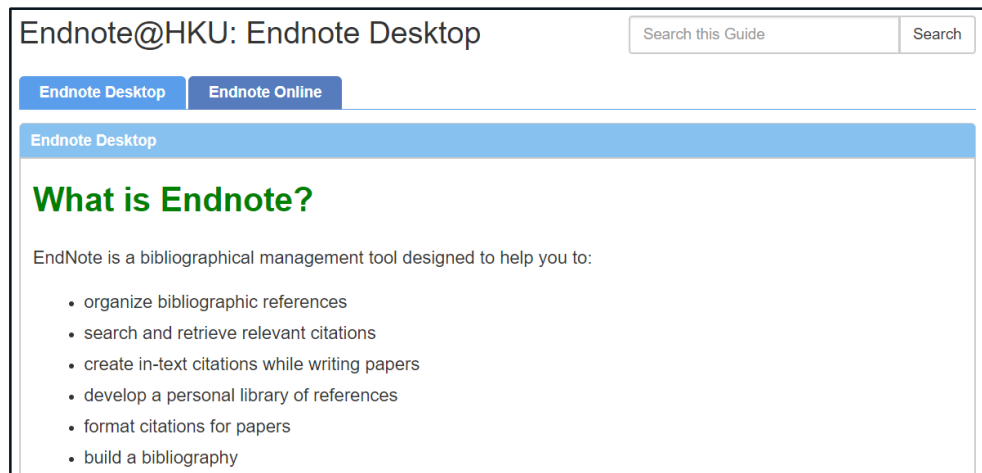 Endnote@HKU: Endnote Desktop
Search this Guide
Search
Endnote Desktop
Endnote Online
Endnote Desktop
What is Endnote?
EndNote is a bibliographical management tool designed to help you to:
• organize bibliographic references
• search and retrieve relevant citations
• create in-text citations while writing papers
• develop a personal library of references
• format citations for papers
• build a bibliography